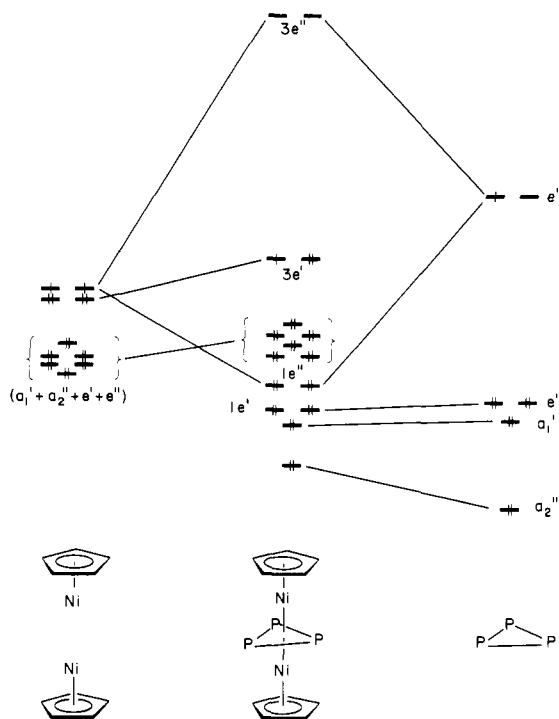 3e"
e'
3e'
1e"
(a₁' + a₂" + e' + e")
1e'
e'
a₁'
a₂"
Ni
Ni
P
P
P
Ni
Ni
P
P
P